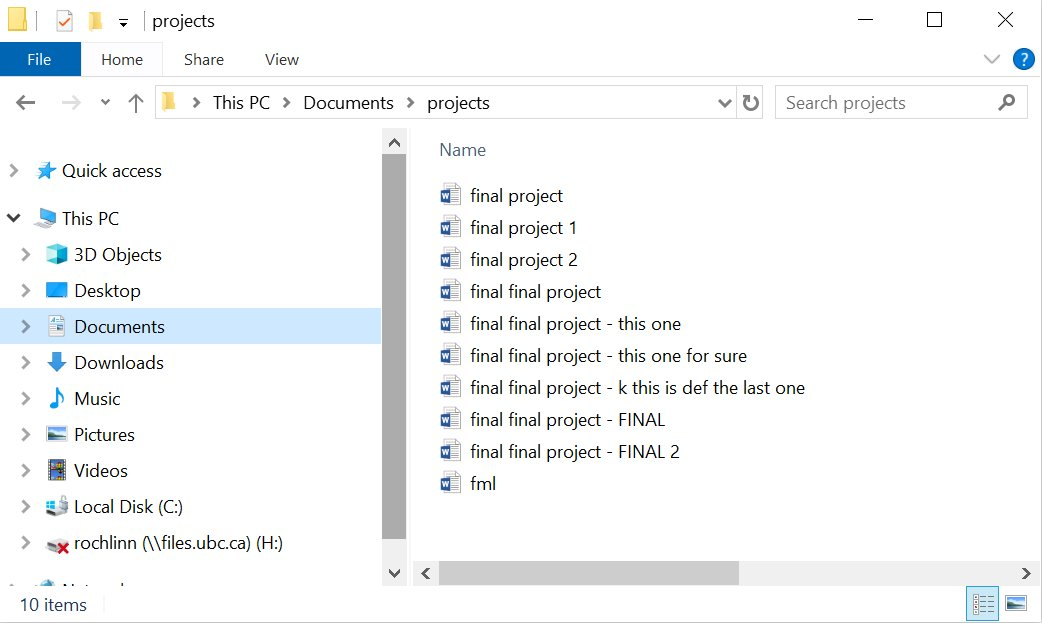 projects
File Home Share View
This PC Documents projects
Search projects
Name
Quick access
This PC
3D Objects
Desktop
Documents
Downloads
Music
Pictures
Videos
Local Disk (C:)
rochlinn (\\files.ubc.ca) (H:)
final project
final project 1
final project 2
final final project
final final project - this one
final final project - this one for sure
final final project - k this is def the last one
final final project - FINAL
final final project - FINAL 2
fml
10 items